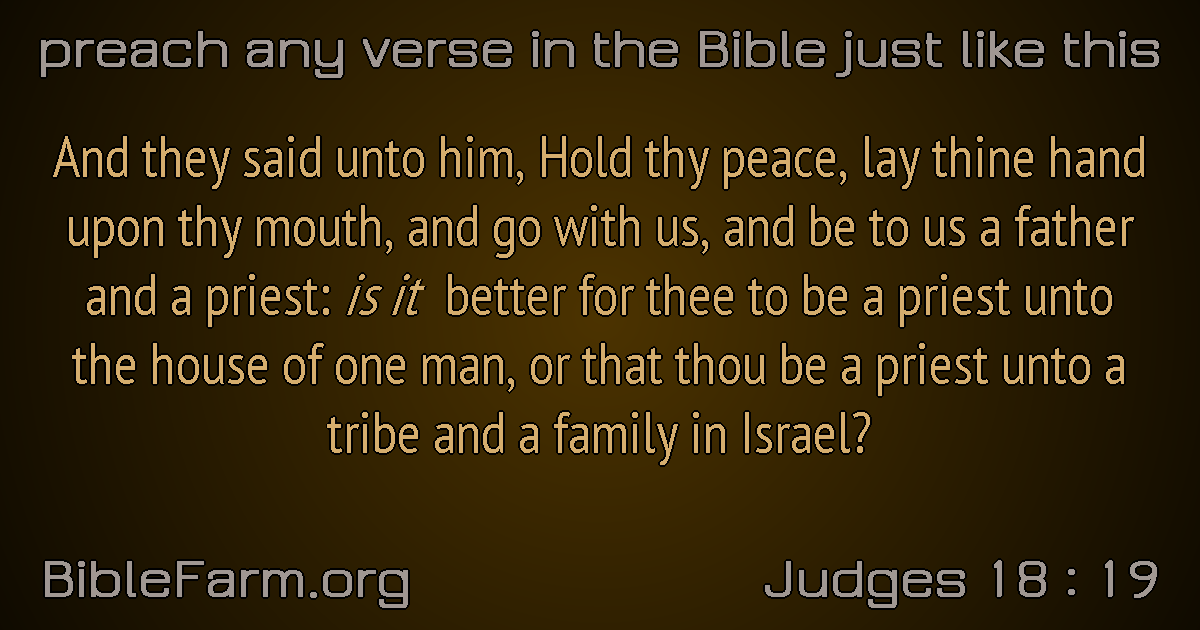 preach any verse in the Bible just like this
And they said unto him, Hold thy peace, lay thine hand
upon thy mouth, and go with us, and be to us a father
and a priest: is it better for thee to be a priest unto
the house of one man, or that thou be a priest unto a
tribe and a family in Israel?
BibleFarm.org
Judges 18 : 19